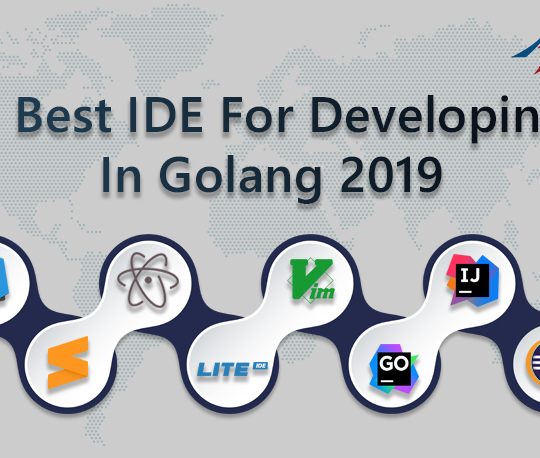 Best IDE For Developin
In Golang 2019
Vim
IJ
LITE IDE
GO